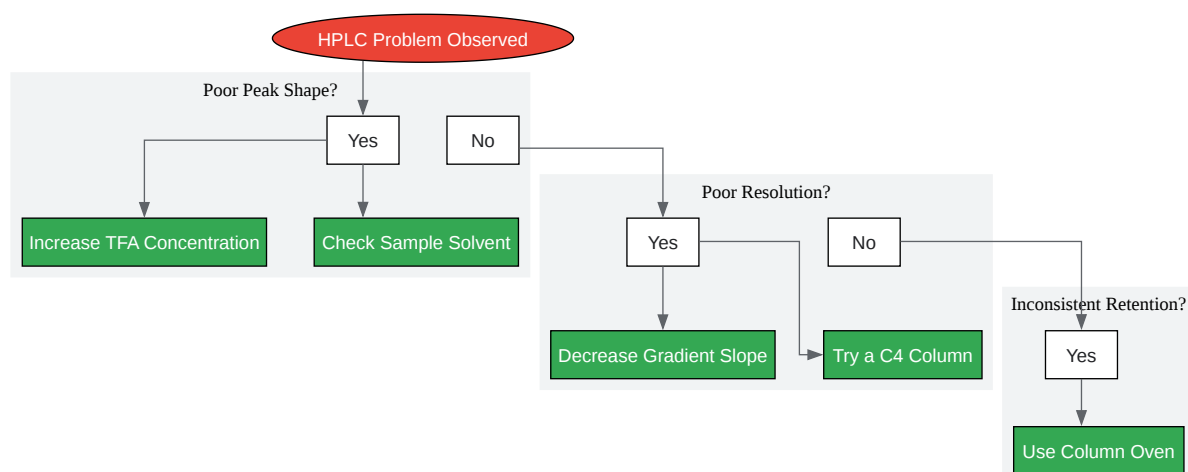 HPLC Problem Observed
Poor Peak Shape?
Yes
No
Increase TFA Concentration
Check Sample Solvent
Poor Resolution?
Yes
No
Decrease Gradient Slope
Try a C4 Column
Inconsistent Retention?
Yes
Use Column Oven